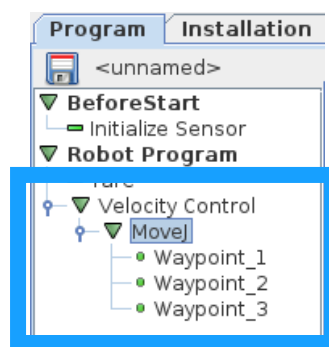 Program Installation
<unnamed>
BeforeStart
Initialize Sensor
Robot Program
Velocity Control
MoveJ
Waypoint_1
Waypoint_2
Waypoint_3